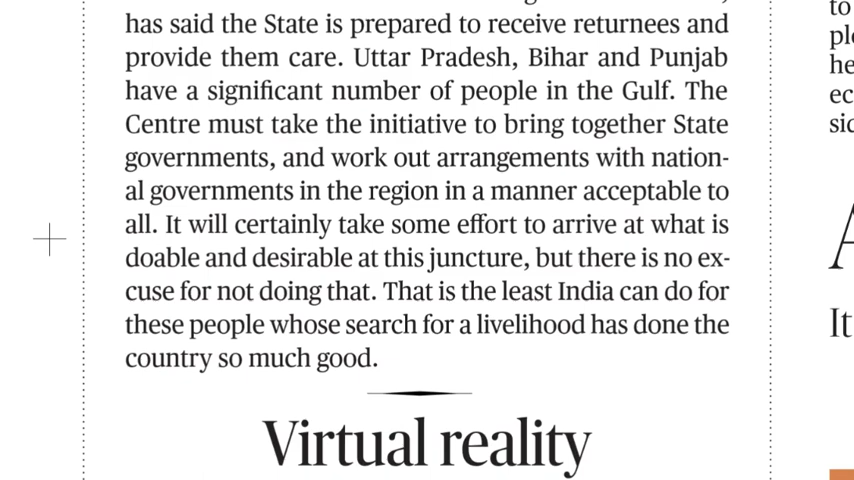 has said the State is prepared to receive returnees and
provide them care. Uttar Pradesh, Bihar and Punjab
have a significant number of people in the Gulf. The
Centre must take the initiative to bring together State
governments, and work out arrangements with nation-
al governments in the region in a manner acceptable to
all. It will certainly take some effort to arrive at what is
doable and desirable at this juncture, but there is no ex-
cuse for not doing that. That is the least India can do for
these people whose search for a livelihood has done the
country so much good.
Virtual reality
to
he
It